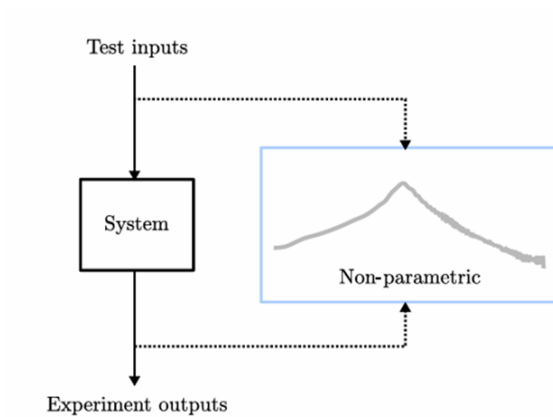 Test inputs
System
Non-parametric
Experiment outputs